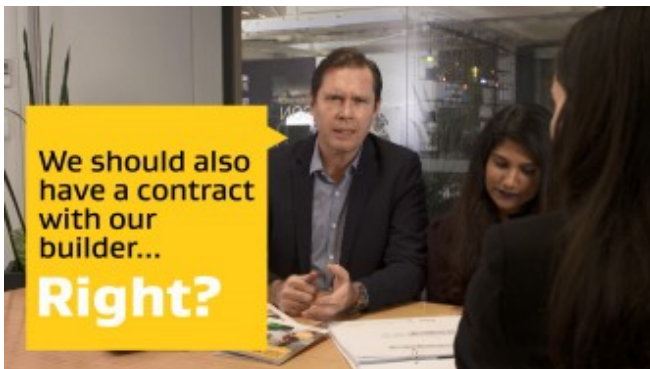 We should also
have a contract
with our
builder...
Right?